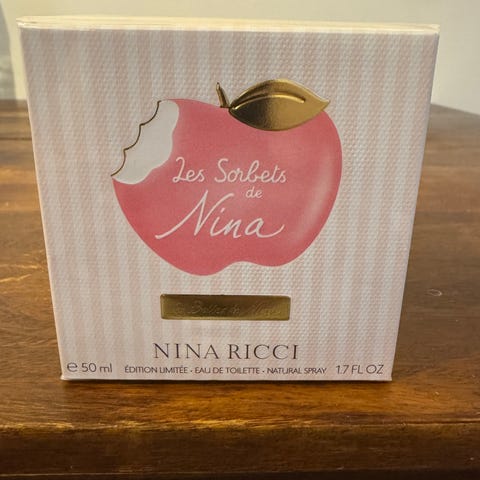 Les Sorbets
de
Nina
NINA RICCI
e 50 ml ÉDITION LIMITÉE • EAU DE TOILETTE • NATURAL SPRAY 1.7 FL OZ